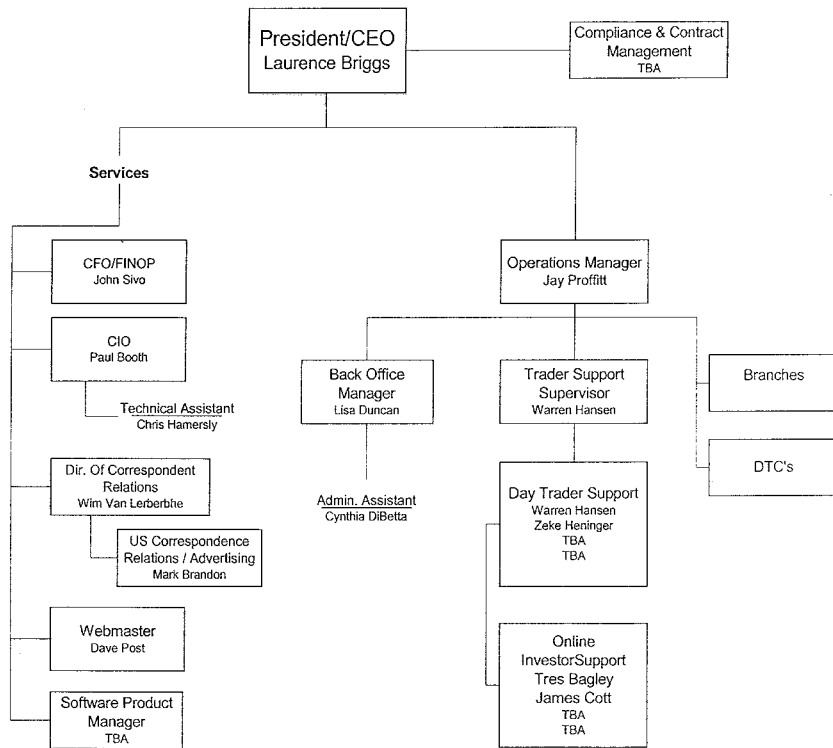 President/CEO
Laurence Briggs
Compliance & Contract
Management
TBA
Services
CFO/FINOP
John Sivo
CIO
Paul Booth
Technical Assistant
Chris Hamersly
Dir. Of Correspondent
Relations
Wim Van Lerberbhe
US Correspondence
Relations / Advertising
Mark Brandon
Webmaster
Dave Post
Software Product
Manager
TBA
Operations Manager
Jay Proffitt
Back Office
Manager
Lisa Duncan
Admin. Assistant
Cynthia DiBetta
Trader Support
Supervisor
Warren Hansen
Day Trader Support
Warren Hansen
Zeke Heninger
TBA
TBA
Online
InvestorSupport
Tres Bagley
James Cott
TBA
TBA
Branches
DTC's